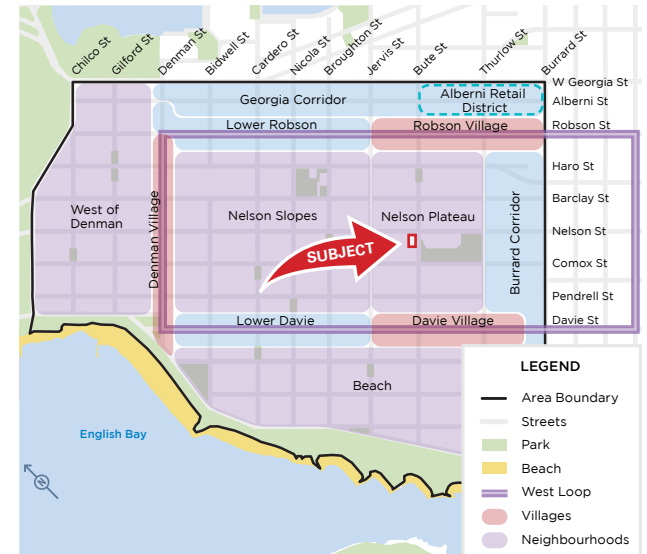 Chilco St
Gilford St
Denman St
Bidwell St
Cardero St
Nicola St
Broughton St
Jervis St
Bute St
Thurlow St
Burrard St
W Georgia St
Alberni St
Robson St
Haro St
Barclay St
Nelson St
Comox St
Pendrell St
Davie St
Georgia Corridor
Alberni Retail
District
Lower Robson
Robson Village
West of
Denman
Denman Village
Nelson Slopes
Nelson Plateau
SUBJECT
Burrard Corridor
Lower Davie
Davie Village
Beach
English Bay
N
LEGEND
Area Boundary
Streets
Park
Beach
West Loop
Villages
Neighbourhoods